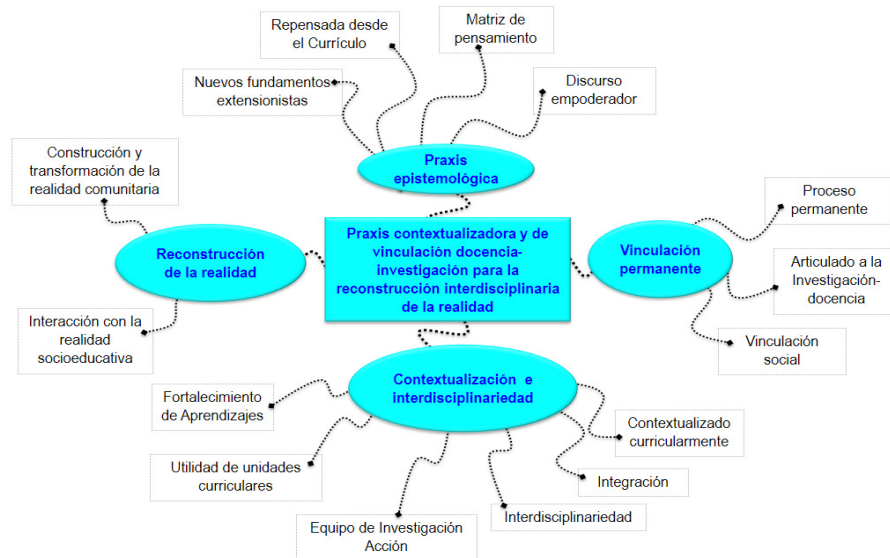 Repensada desde
el Currículo
Matriz de
pensamiento
Nuevos fundamentos
extensionistas
Discurso
empoderador
Construcción y
transformación de la
realidad comunitaria
Praxis
epistemológica
Proceso
permanente
Reconstrucción
de la realidad
Praxis contextualizadora y de
vinculación docencia-
investigación para la
reconstrucción interdisciplinaria
de la realidad
Vinculación
permanente
Articulado a la
Investigación-
docencia
Interacción con la
realidad
socioeducativa
Vinculación
social
Contextualización e
interdisciplinariedad
Fortalecimiento
de Aprendizajes
Contextualizado
curricularmente
Utilidad de unidades
curriculares
Integración
Equipo de Investigación
Acción
Interdisciplinariedad